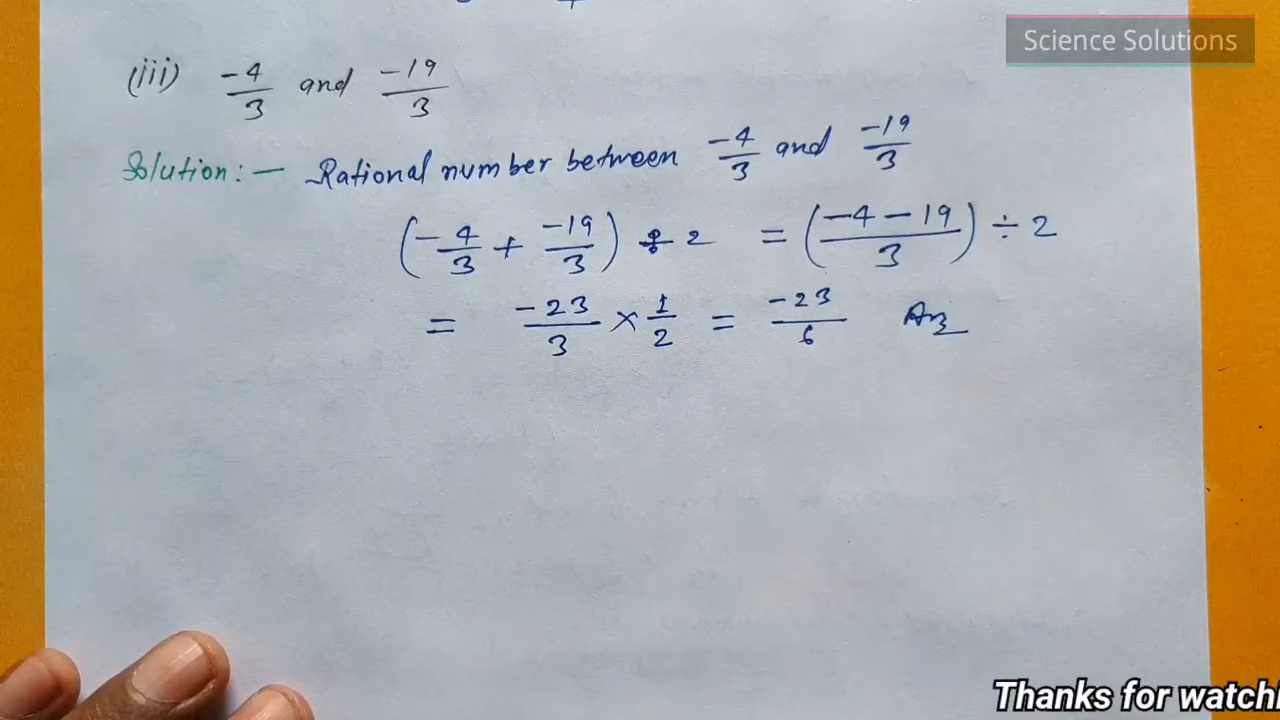 Science Solutions
(iii) -4/3 and -19/3
Solution:- Rational number between -4/3 and -19/3
(-4/3 + -19/3) ÷ 2 = (-4-19/3) ÷ 2
= -23/3 × 1/2 = -23/6 Ans
Thanks for watchi